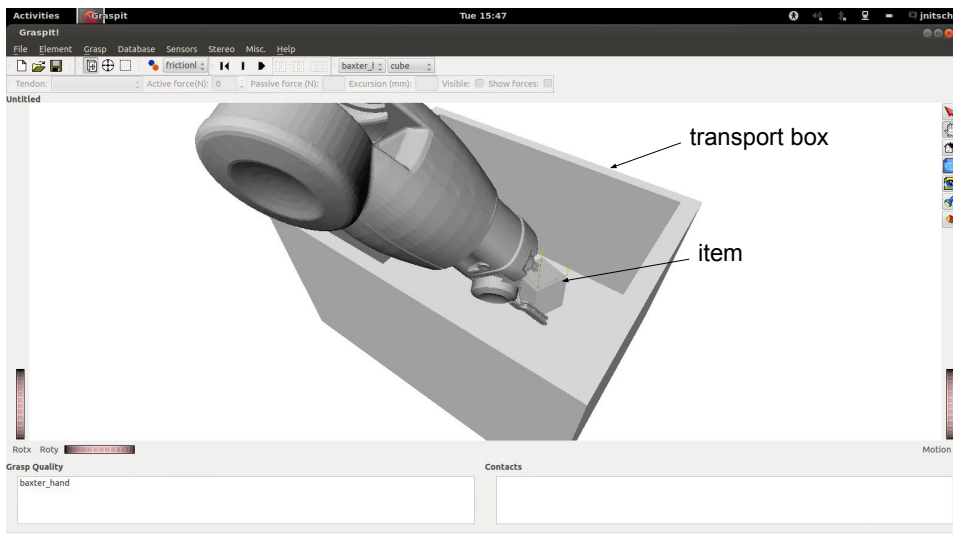 Activities Graspit Tue 15:47 jnitsch
GraspIt!
File Element Grasp Database Sensors Stereo Misc. Help
frictionl baxter_l cube
Tendon: Active force(N): 0 Passive force (N): Excursion (mm): Visible: Show forces:
Untitled
transport box
item
Rotx Roty Motion
Grasp Quality Contacts
baxter_hand